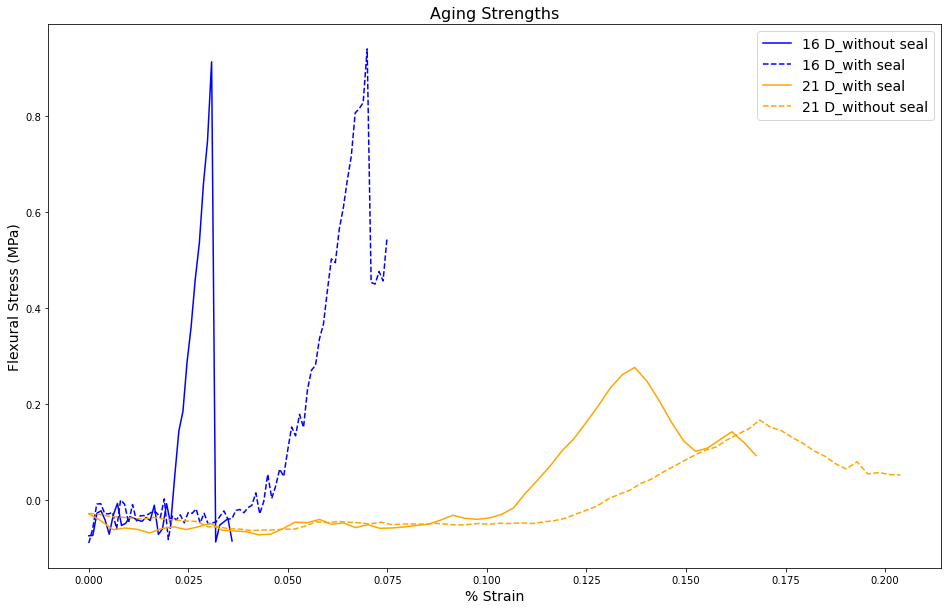 Aging Strengths
16 D_without seal
16 D_with seal
21 D_with seal
21 D_without seal
Flexural Stress (MPa)
0.8
0.6
0.4
0.2
0.0
0.000 0.025 0.050 0.075 0.100 0.125 0.150 0.175 0.200
% Strain